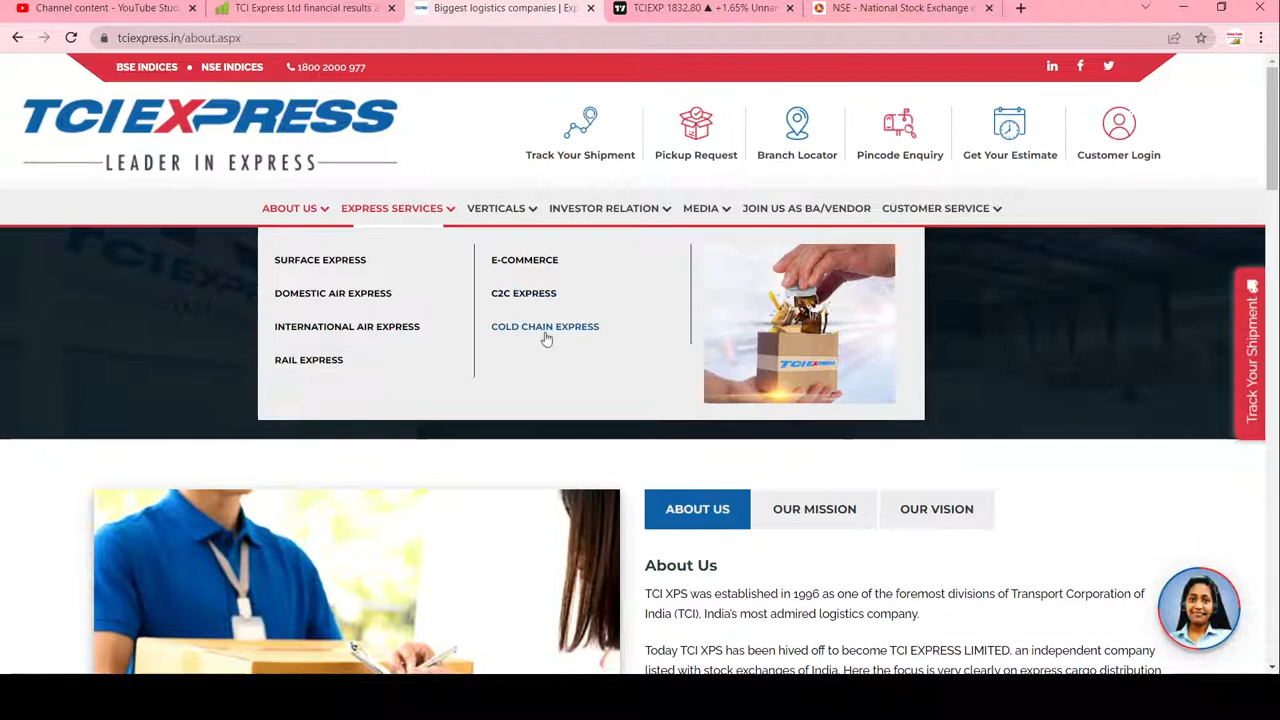 Channel content - YouTube Stud
TCI Express Ltd financial results a
Biggest logistics companies | Exp
TCIEXP 1832.80 ▲ +1.65% Unnar
NSE - National Stock Exchange o
tciexpress.in/about.aspx
BSE INDICES • NSE INDICES 1800 2000 977
TCIEXPRESS
LEADER IN EXPRESS
Track Your Shipment
Pickup Request
Branch Locator
Pincode Enquiry
Get Your Estimate
Customer Login
ABOUT US
EXPRESS SERVICES
VERTICALS
INVESTOR RELATION
MEDIA
JOIN US AS BA/VENDOR
CUSTOMER SERVICE
SURFACE EXPRESS
DOMESTIC AIR EXPRESS
INTERNATIONAL AIR EXPRESS
RAIL EXPRESS
E-COMMERCE
C2C EXPRESS
COLD CHAIN EXPRESS
TCIEXPRESS
Track Your Shipment
ABOUT US
OUR MISSION
OUR VISION
About Us
TCI XPS was established in 1996 as one of the foremost divisions of Transport Corporation of
India (TCI), India's most admired logistics company.
Today TCI XPS has been hived off to become TCI EXPRESS LIMITED. an independent company
listed with stock exchanges of India. Here the focus is very clearly on express cargo distribution